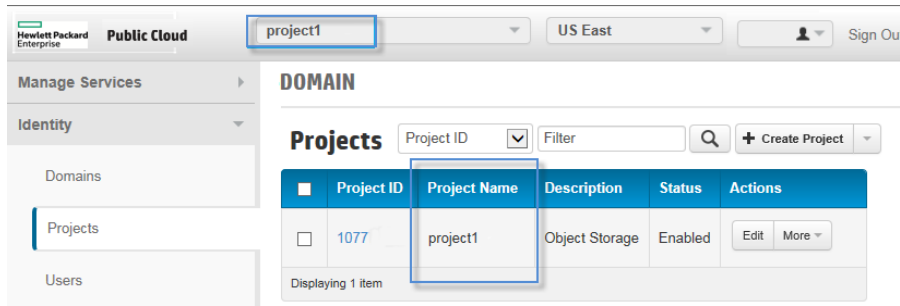 Hewlett Packard
Enterprise
Public Cloud
project1
US East
Sign Ou
Manage Services
Identity
Domains
Projects
Users
DOMAIN
Projects
Project ID
Filter
Create Project
Project ID Project Name Description Status Actions
1077 project1 Object Storage Enabled Edit More
Displaying 1 item